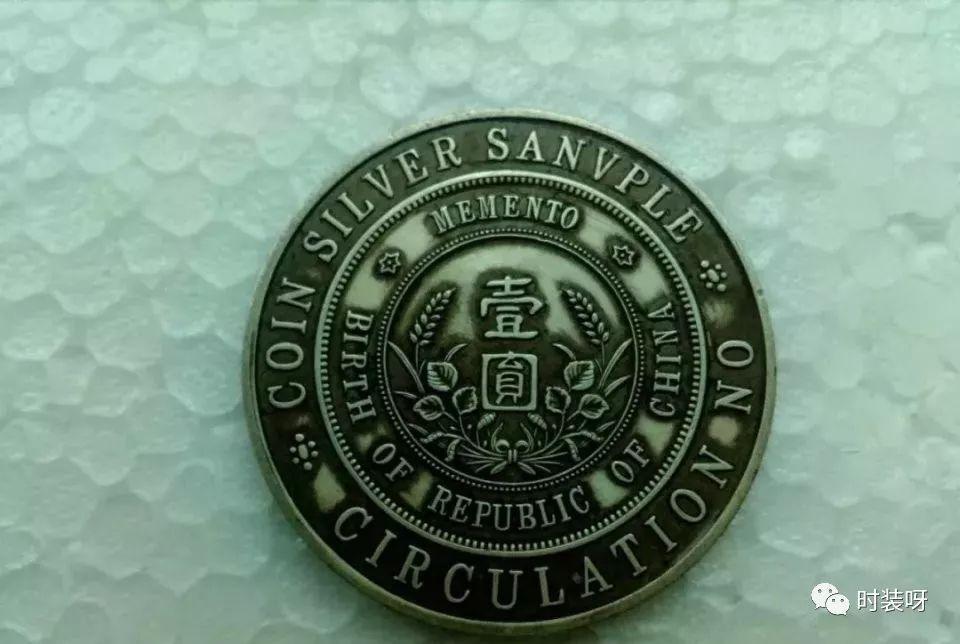 COIN SILVER SANVPLE
CIRCULATION NO
MEMENTO
BIRTH OF REPUBLIC OF CHINA
壹
圓
时装呀